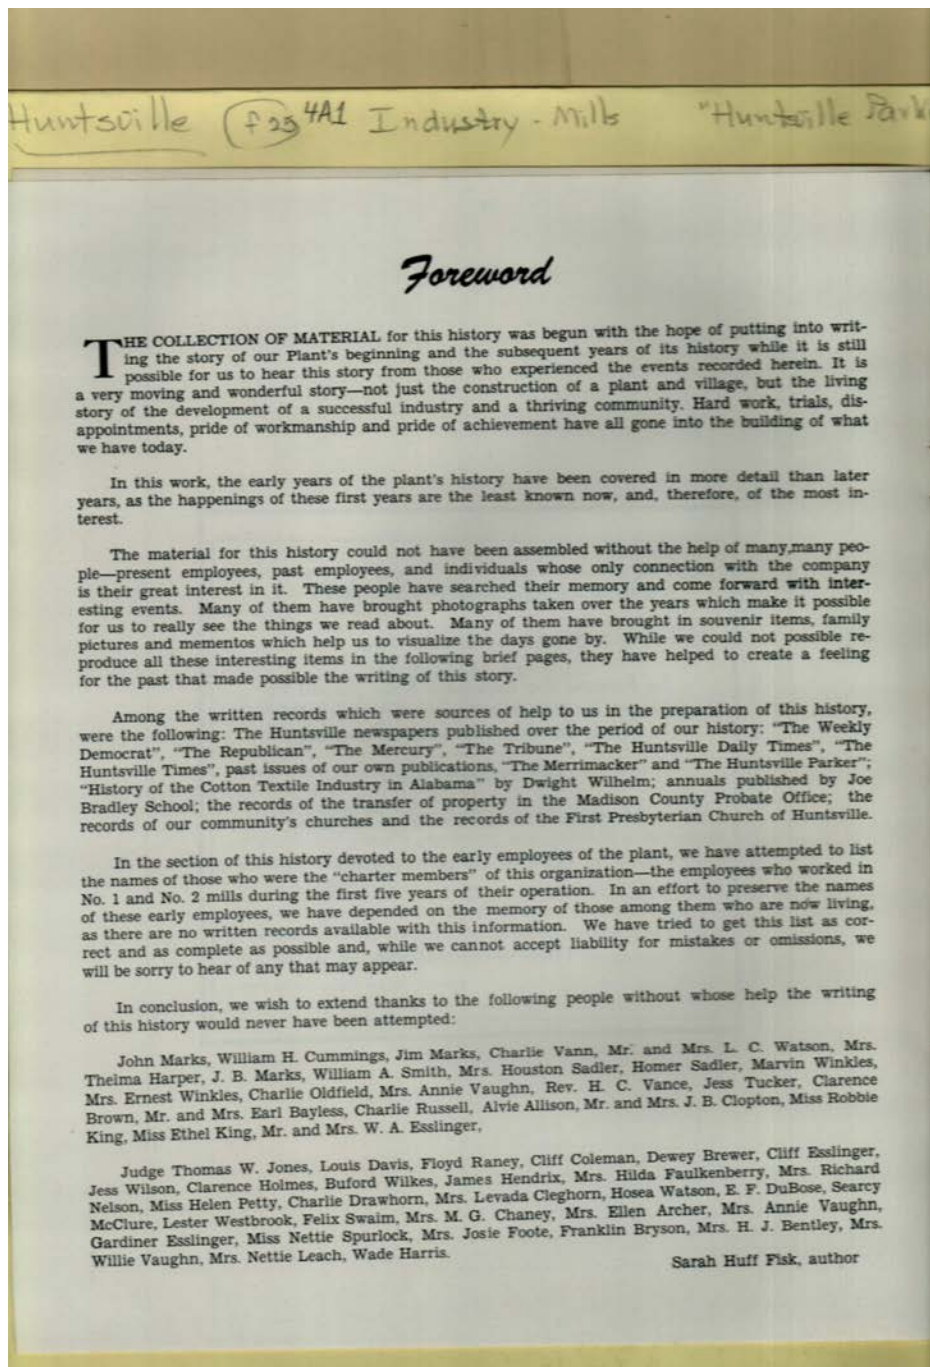 Huntsville (f29 4A1 Industry - Mills "Huntsville Park
Foreword
THE COLLECTION OF MATERIAL for this history was begun with the hope of putting into writ-
ing the story of our Plant's beginning and the subsequent years of its history while it is still
possible for us to hear this story from those who experienced the events recorded herein. It is
a very moving and wonderful story—not just the construction of a plant and village, but the living
story of the development of a successful industry and a thriving community. Hard work, trials, dis-
appointments, pride of workmanship and pride of achievement have all gone into the building of what
we have today.
In this work, the early years of the plant's history have been covered in more detail than later
years, as the happenings of these first years are the least known now, and, therefore, of the most in-
terest.
The material for this history could not have been assembled without the help of many,many peo-
ple—present employees, past employees, and individuals whose only connection with the company
is their great interest in it. These people have searched their memory and come forward with inter-
esting events. Many of them have brought photographs taken over the years which make it possible
for us to really see the things we read about. Many of them have brought in souvenir items, family
pictures and mementos which help us to visualize the days gone by. While we could not possible re-
produce all these interesting items in the following brief pages, they have helped to create a feeling
for the past that made possible the writing of this story.
Among the written records which were sources of help to us in the preparation of this history,
were the following: The Huntsville newspapers published over the period of our history: "The Weekly
Democrat", "The Republican", "The Mercury", "The Tribune", "The Huntsville Daily Times", "The
Huntsville Times", past issues of our own publications, "The Merrimacker" and "The Huntsville Parker";
"History of the Cotton Textile Industry in Alabama" by Dwight Wilhelm; annuals published by Joe
Bradley School; the records of the transfer of property in the Madison County Probate Office; the
records of our community's churches and the records of the First Presbyterian Church of Huntsville.
In the section of this history devoted to the early employees of the plant, we have attempted to list
the names of those who were the "charter members" of this organization—the employees who worked in
No. 1 and No. 2 mills during the first five years of their operation. In an effort to preserve the names
of these early employees, we have depended on the memory of those among them who are now living,
as there are no written records available with this information. We have tried to get this list as cor-
rect and as complete as possible and, while we cannot accept liability for mistakes or omissions, we
will be sorry to hear of any that may appear.
In conclusion, we wish to extend thanks to the following people without whose help the writing
of this history would never have been attempted:
John Marks, William H. Cummings, Jim Marks, Charlie Vann, Mr. and Mrs. L. C. Watson, Mrs.
Thelma Harper, J. B. Marks, William A. Smith, Mrs. Houston Sadler, Homer Sadler, Marvin Winkles,
Mrs. Ernest Winkles, Charlie Oldfield, Mrs. Annie Vaughn, Rev. H. C. Vance, Jess Tucker, Clarence
Brown, Mr. and Mrs. Earl Bayless, Charlie Russell, Alvie Allison, Mr. and Mrs. J. B. Clopton, Miss Robbie
King, Miss Ethel King, Mr. and Mrs. W. A. Esslinger,
Judge Thomas W. Jones, Louis Davis, Floyd Raney, Cliff Coleman, Dewey Brewer, Cliff Esslinger,
Jess Wilson, Clarence Holmes, Buford Wilkes, James Hendrix, Mrs. Hilda Faulkenberry, Mrs. Richard
Nelson, Miss Helen Petty, Charlie Drawhorn, Mrs. Levada Cleghorn, Hosea Watson, E. F. DuBose, Searcy
McClure, Lester Westbrook, Felix Swaim, Mrs. M. G. Chaney, Mrs. Ellen Archer, Mrs. Annie Vaughn,
Gardiner Esslinger, Miss Nettie Spurlock, Mrs. Josie Foote, Franklin Bryson, Mrs. H. J. Bentley, Mrs.
Willie Vaughn, Mrs. Nettie Leach, Wade Harris.
Sarah Huff Fisk, author